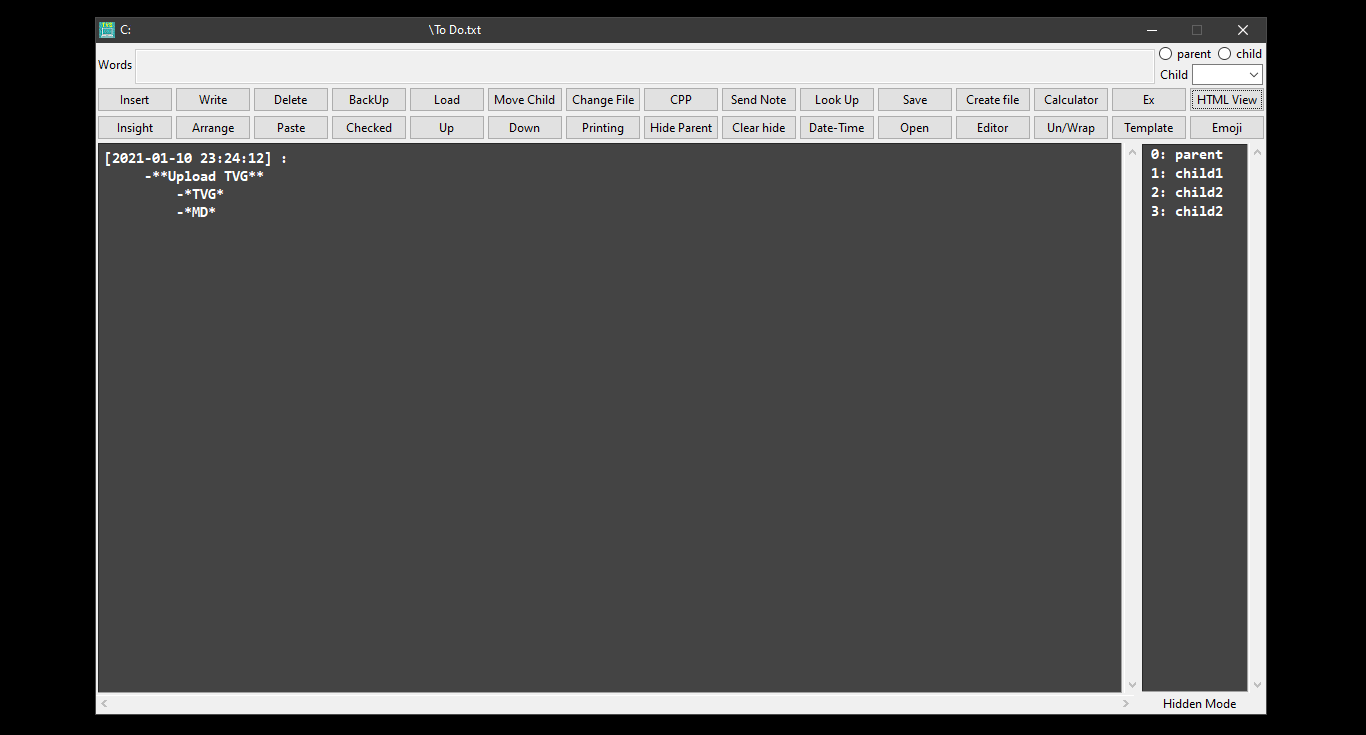 C: \To Do.txt
Words
parent child
Child
Insert Write Delete BackUp Load Move Child Change File CPP Send Note Look Up Save Create file Calculator Ex HTML View
Insight Arrange Paste Checked Up Down Printing Hide Parent Clear hide Date-Time Open Editor Un/Wrap Template Emoji
[2021-01-10 23:24:12] :
-**Upload TVG**
-*TVG*
-*MD*
0: parent
1: child1
2: child2
3: child2
Hidden Mode